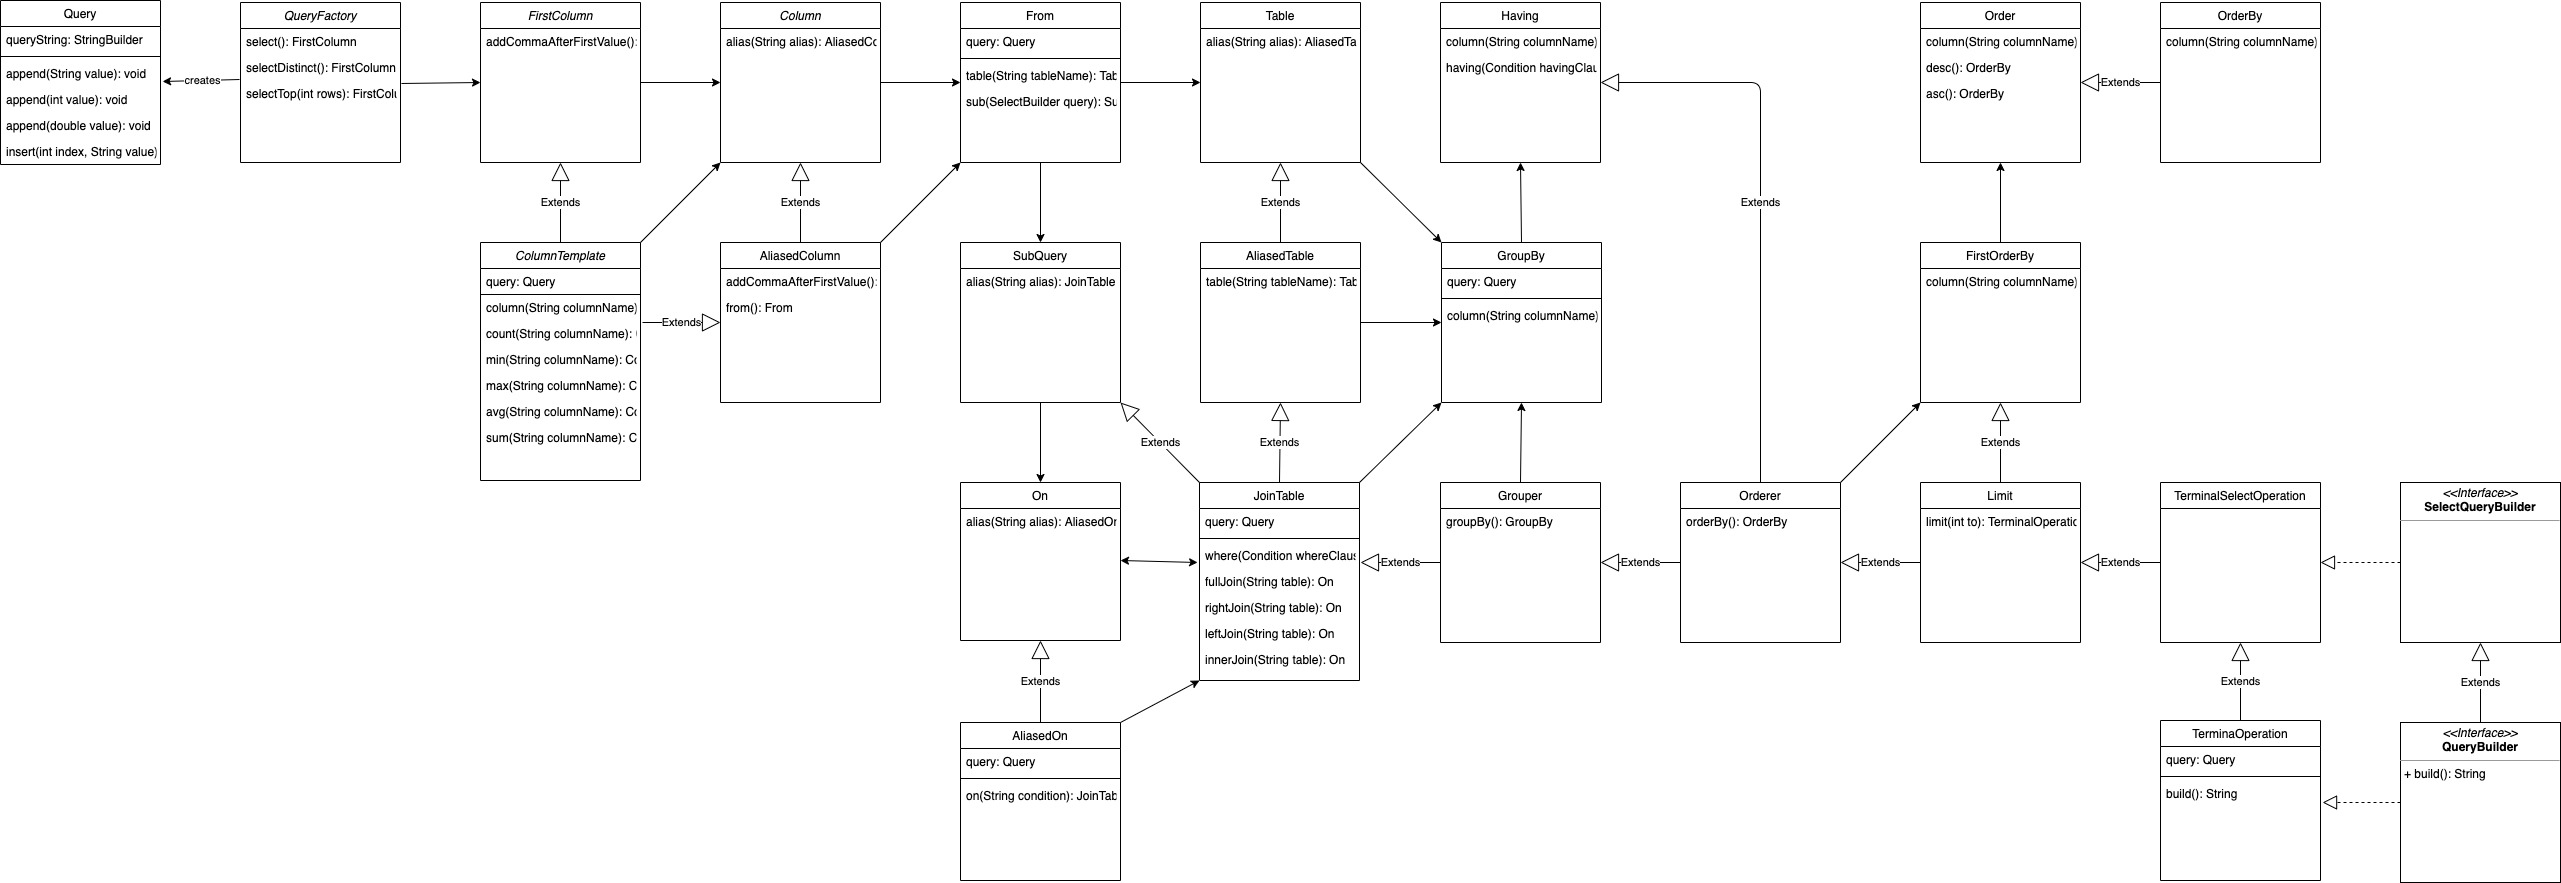 Query
queryString: StringBuilder
append(String value): void
append(int value): void
append(double value): void
insert(int index, String value)
creates
QueryFactory
select(): FirstColumn
selectDistinct(): FirstColumn
selectTop(int rows): FirstColu
FirstColumn
addCommaAfterFirstValue():
Column
alias(String alias): AliasedCo
From
query: Query
table(String tableName): Tab
sub(SelectBuilder query): Su
Table
alias(String alias): AliasedTa
Having
column(String columnName)
having(Condition havingClau
Order
column(String columnName)
desc(): OrderBy
asc(): OrderBy
Extends
OrderBy
column(String columnName)
Extends
Extends
Extends
Extends
ColumnTemplate
query: Query
column(String columnName)
count(String columnName):
min(String columnName): Co
max(String columnName): C
avg(String columnName): Co
sum(String columnName): C
Extends
AliasedColumn
addCommaAfterFirstValue():
from(): From
SubQuery
alias(String alias): JoinTable
AliasedTable
table(String tableName): Tab
GroupBy
query: Query
column(String columnName)
FirstOrderBy
column(String columnName)
Extends
Extends
Extends
On
alias(String alias): AliasedOn
JoinTable
query: Query
where(Condition whereClaus
fullJoin(String table): On
rightJoin(String table): On
leftJoin(String table): On
innerJoin(String table): On
Extends
Grouper
groupBy(): GroupBy
Extends
Orderer
orderBy(): OrderBy
Extends
Limit
limit(int to): TerminalOperatic
Extends
TerminalSelectOperation
<<Interface>>
SelectQueryBuilder
Extends
Extends
Extends
AliasedOn
query: Query
on(String condition): JoinTab
TerminaOperation
query: Query
build(): String
<<Interface>>
QueryBuilder
+ build(): String